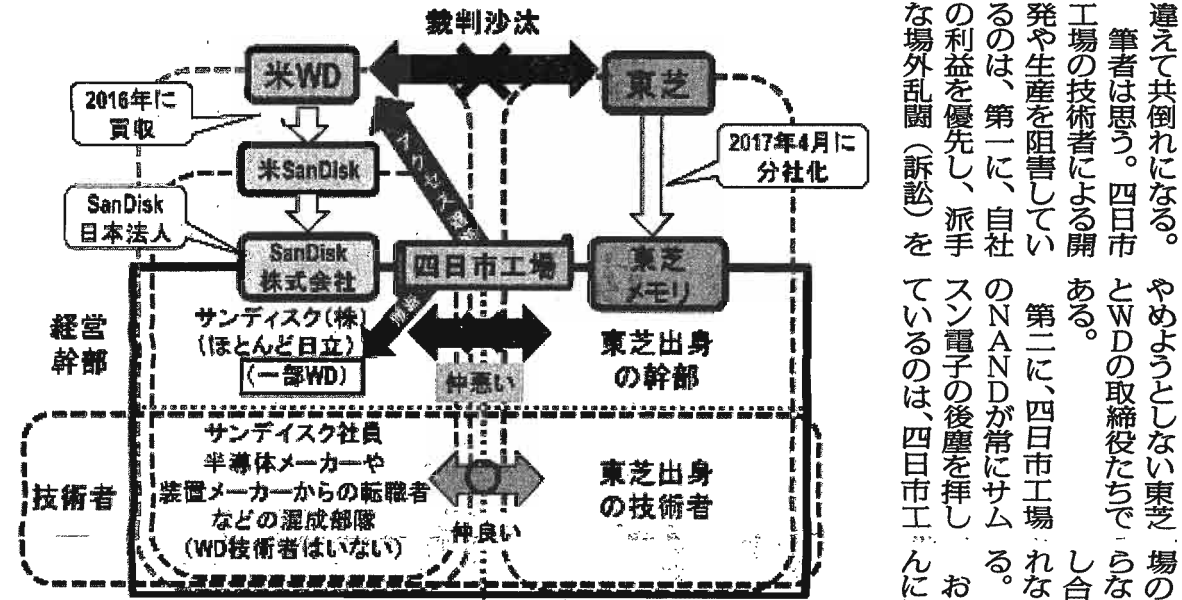 裁判沙汰
米WD
東芝
2016年に
買収
2017年4月に
分社化
米SanDisk
SanDisk
日本法人
SanDisk
株式会社
四日市工場
東芝
メモリ
経営
幹部
サンディスク(株)
(ほとんど日立)
(一部WD)
仲悪い
東芝出身
の幹部
技術者
サンデイスク社員
半導体メーカーや
装置メーカーからの転職者
などの混成部隊
(WD技術者はいない)
仲良い
東芝出身
の技術者
違えて共倒れになる。
筆者は思う。四日市
工場の技術者による開
発や生産を阻害してい
るのは、第一に、自社
の利益を優先し、派手
な場外乱闘（訴訟）を
やめようとしない東芝
とWDの取締役たちで
ある。
第二に、四日市工場
のNANDが常にサム
スン電子の後塵を拝し
ているのは、四日市工
場の
らな
し合
れな
る。
お
んに